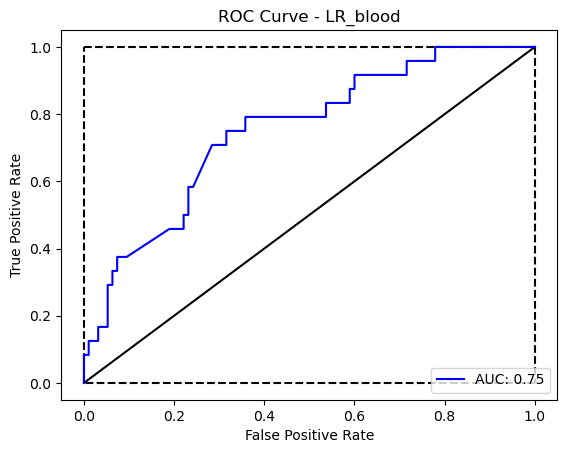 ROC Curve - LR_blood
1.0
0.8
0.6
0.4
0.2
0.0
True Positive Rate
AUC: 0.75
0.0 0.2 0.4 0.6 0.8 1.0
False Positive Rate